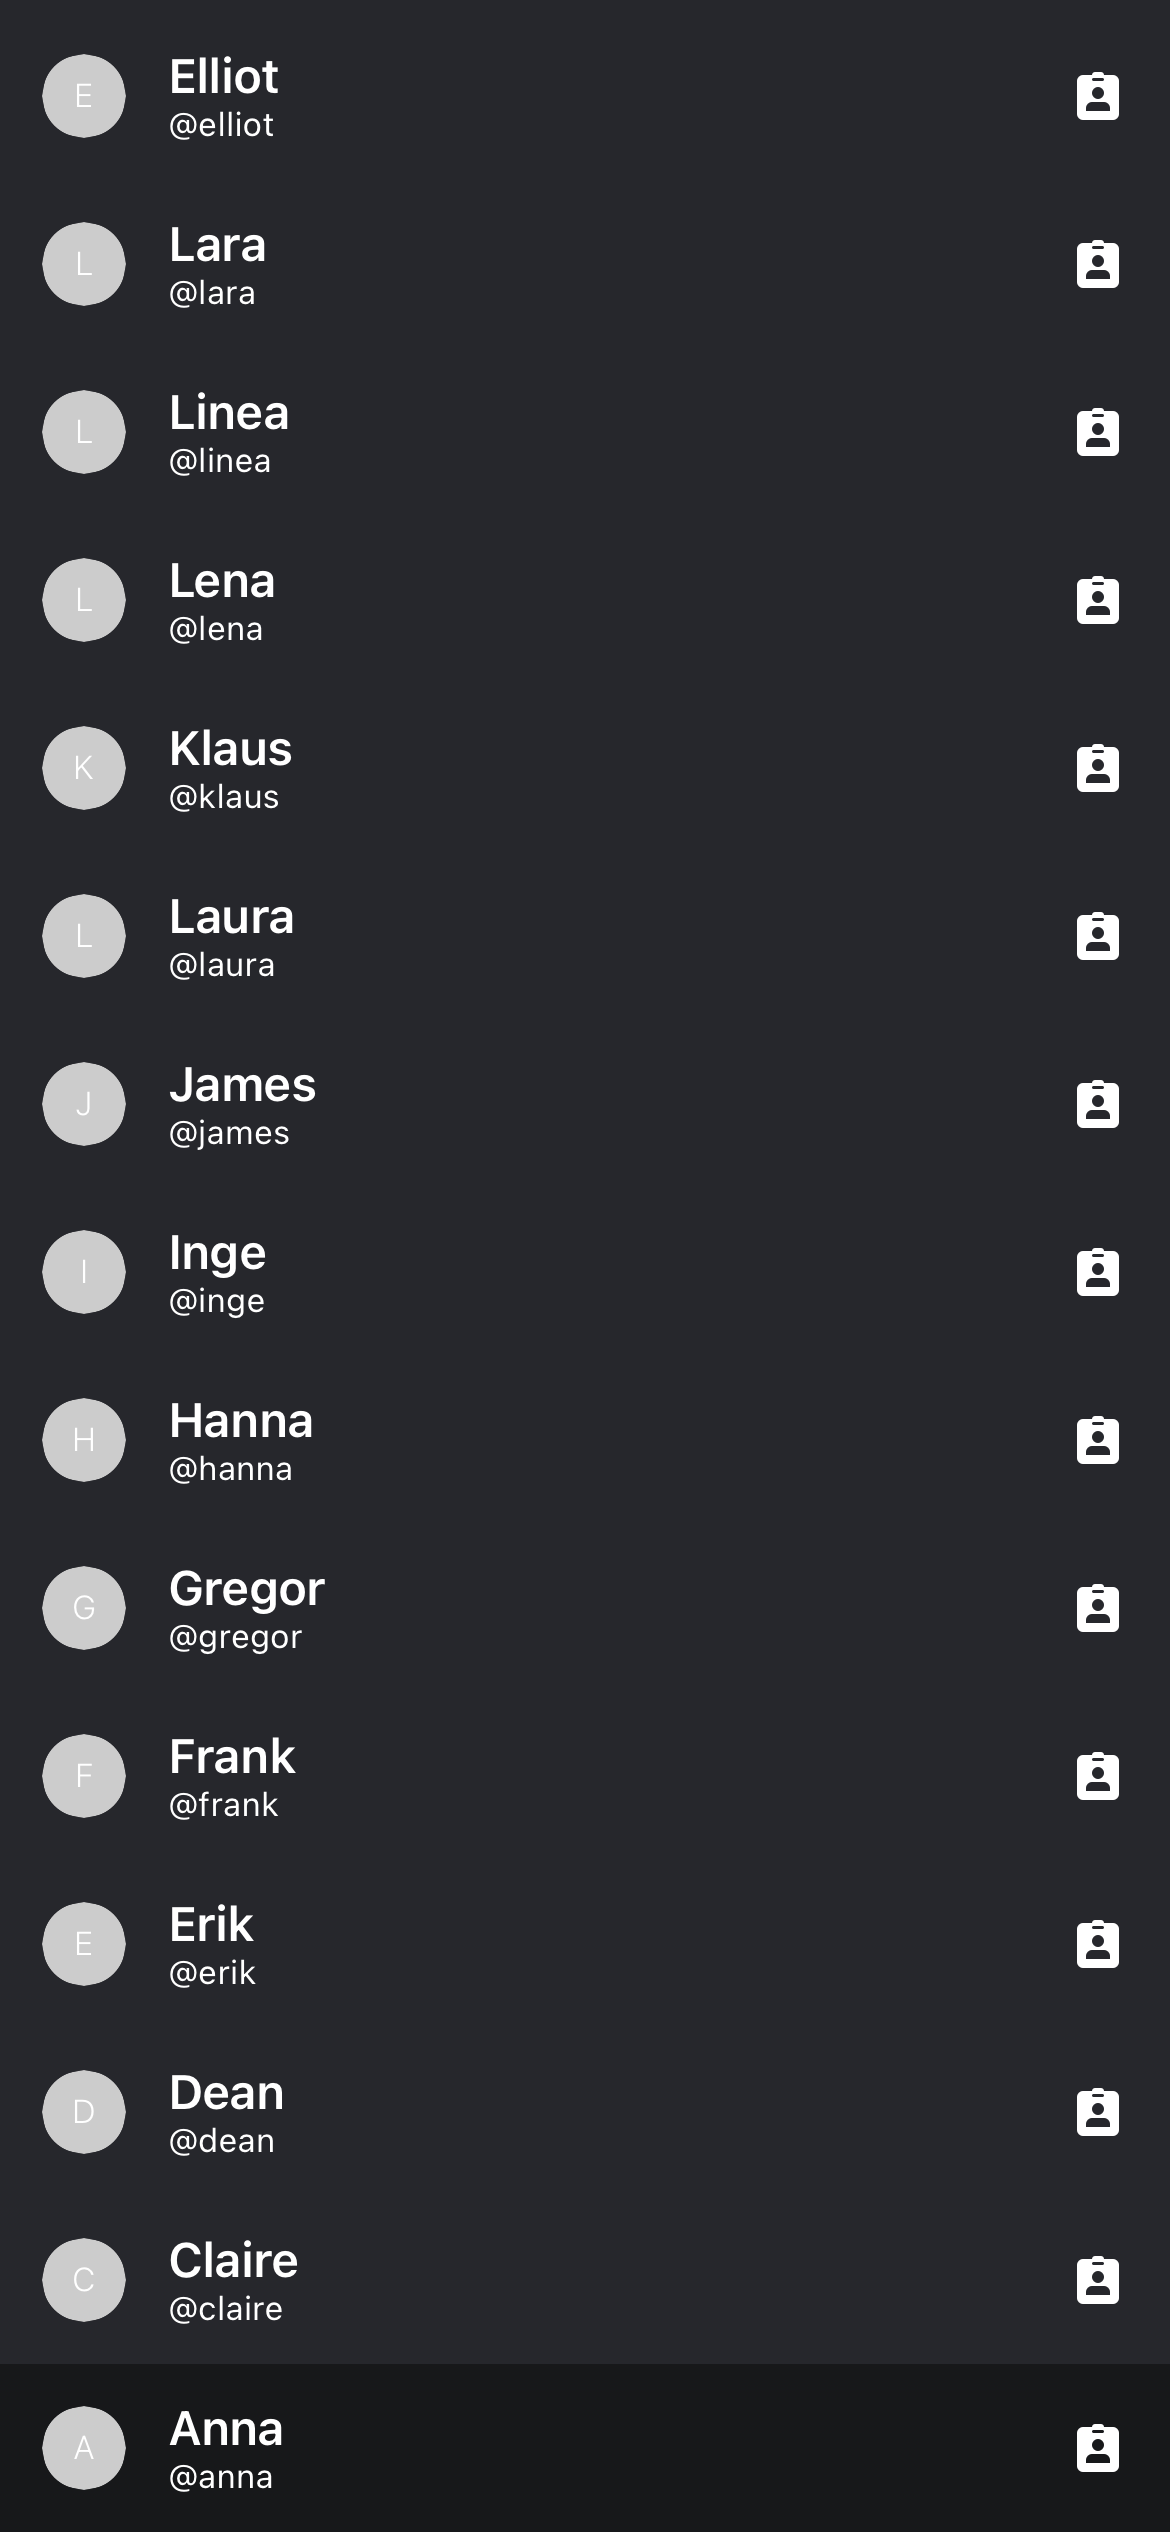 E
Elliot
@elliot
L
Lara
@lara
L
Linea
@linea
L
Lena
@lena
K
Klaus
@klaus
L
Laura
@laura
J
James
@james
I
Inge
@inge
H
Hanna
@hanna
G
Gregor
@gregor
F
Frank
@frank
E
Erik
@erik
D
Dean
@dean
C
Claire
@claire
A
Anna
@anna